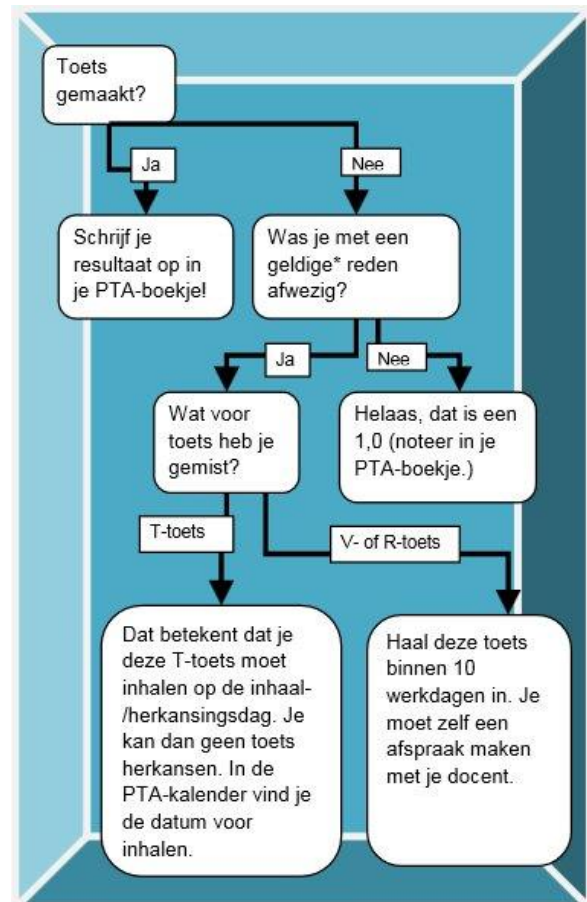 Toets
gemaakt?
Ja
Nee
Schrijf je
resultaat op in
je PTA-boekje!
Was je met een
geldige* reden
afwezig?
Ja
Nee
Wat voor
toets heb je
gemist?
Helaas, dat is een
1,0 (noteer in je
PTA-boekje.)
T-toets
V- of R-toets
Dat betekent dat je
deze T-toets moet
inhalen op de inhaal-
/herkansingsdag. Je
kan dan geen toets
herkansen. In de
PTA-kalender vind je
de datum voor
inhalen.
Haal deze toets
binnen 10
werkdagen in. Je
moet zelf een
afspraak maken
met je docent.